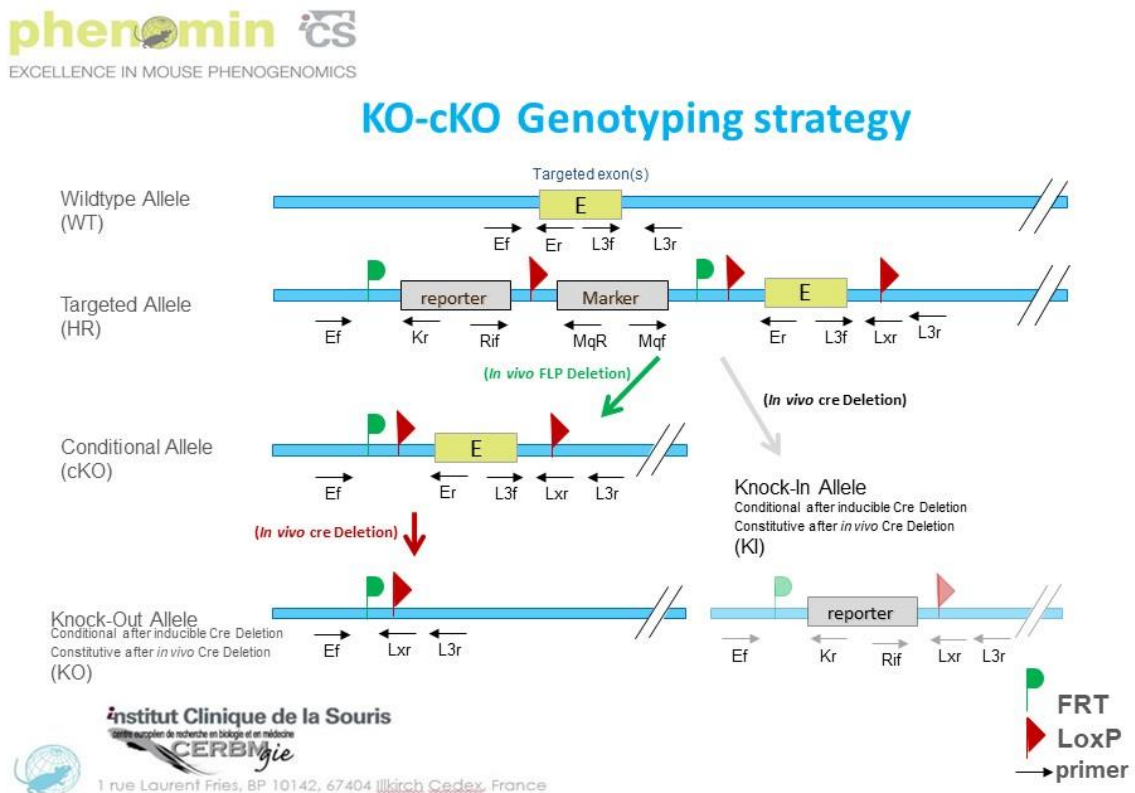 phenomin iCS
EXCELLENCE IN MOUSE PHENOGENOMICS
KO-cKO Genotyping strategy
Targeted exon(s)
Wildtype Allele
(WT)
E
Ef Er L3f L3r
Targeted Allele
(HR)
reporter Marker E
Ef Kr Rif MqR Mqf Er L3f Lxr L3r
(In vivo FLP Deletion)
(In vivo cre Deletion)
Conditional Allele
(cKO)
E
Ef Er L3f Lxr L3r
Knock-In Allele
Conditional after inducible Cre Deletion
Constitutive after in vivo Cre Deletion
(KI)
(In vivo cre Deletion)
Knock-Out Allele
Conditional after inducible Cre Deletion
Constitutive after in vivo Cre Deletion
(KO)
Ef Lxr L3r
reporter
Ef Kr Rif Lxr L3r
FRT
LoxP
primer
institut Clinique de la Souris
centre européen de recherche en biologie et en médecine
CERBM gie
1 rue Laurent Fries, BP 10142, 67404 Illkirch Cedex, France